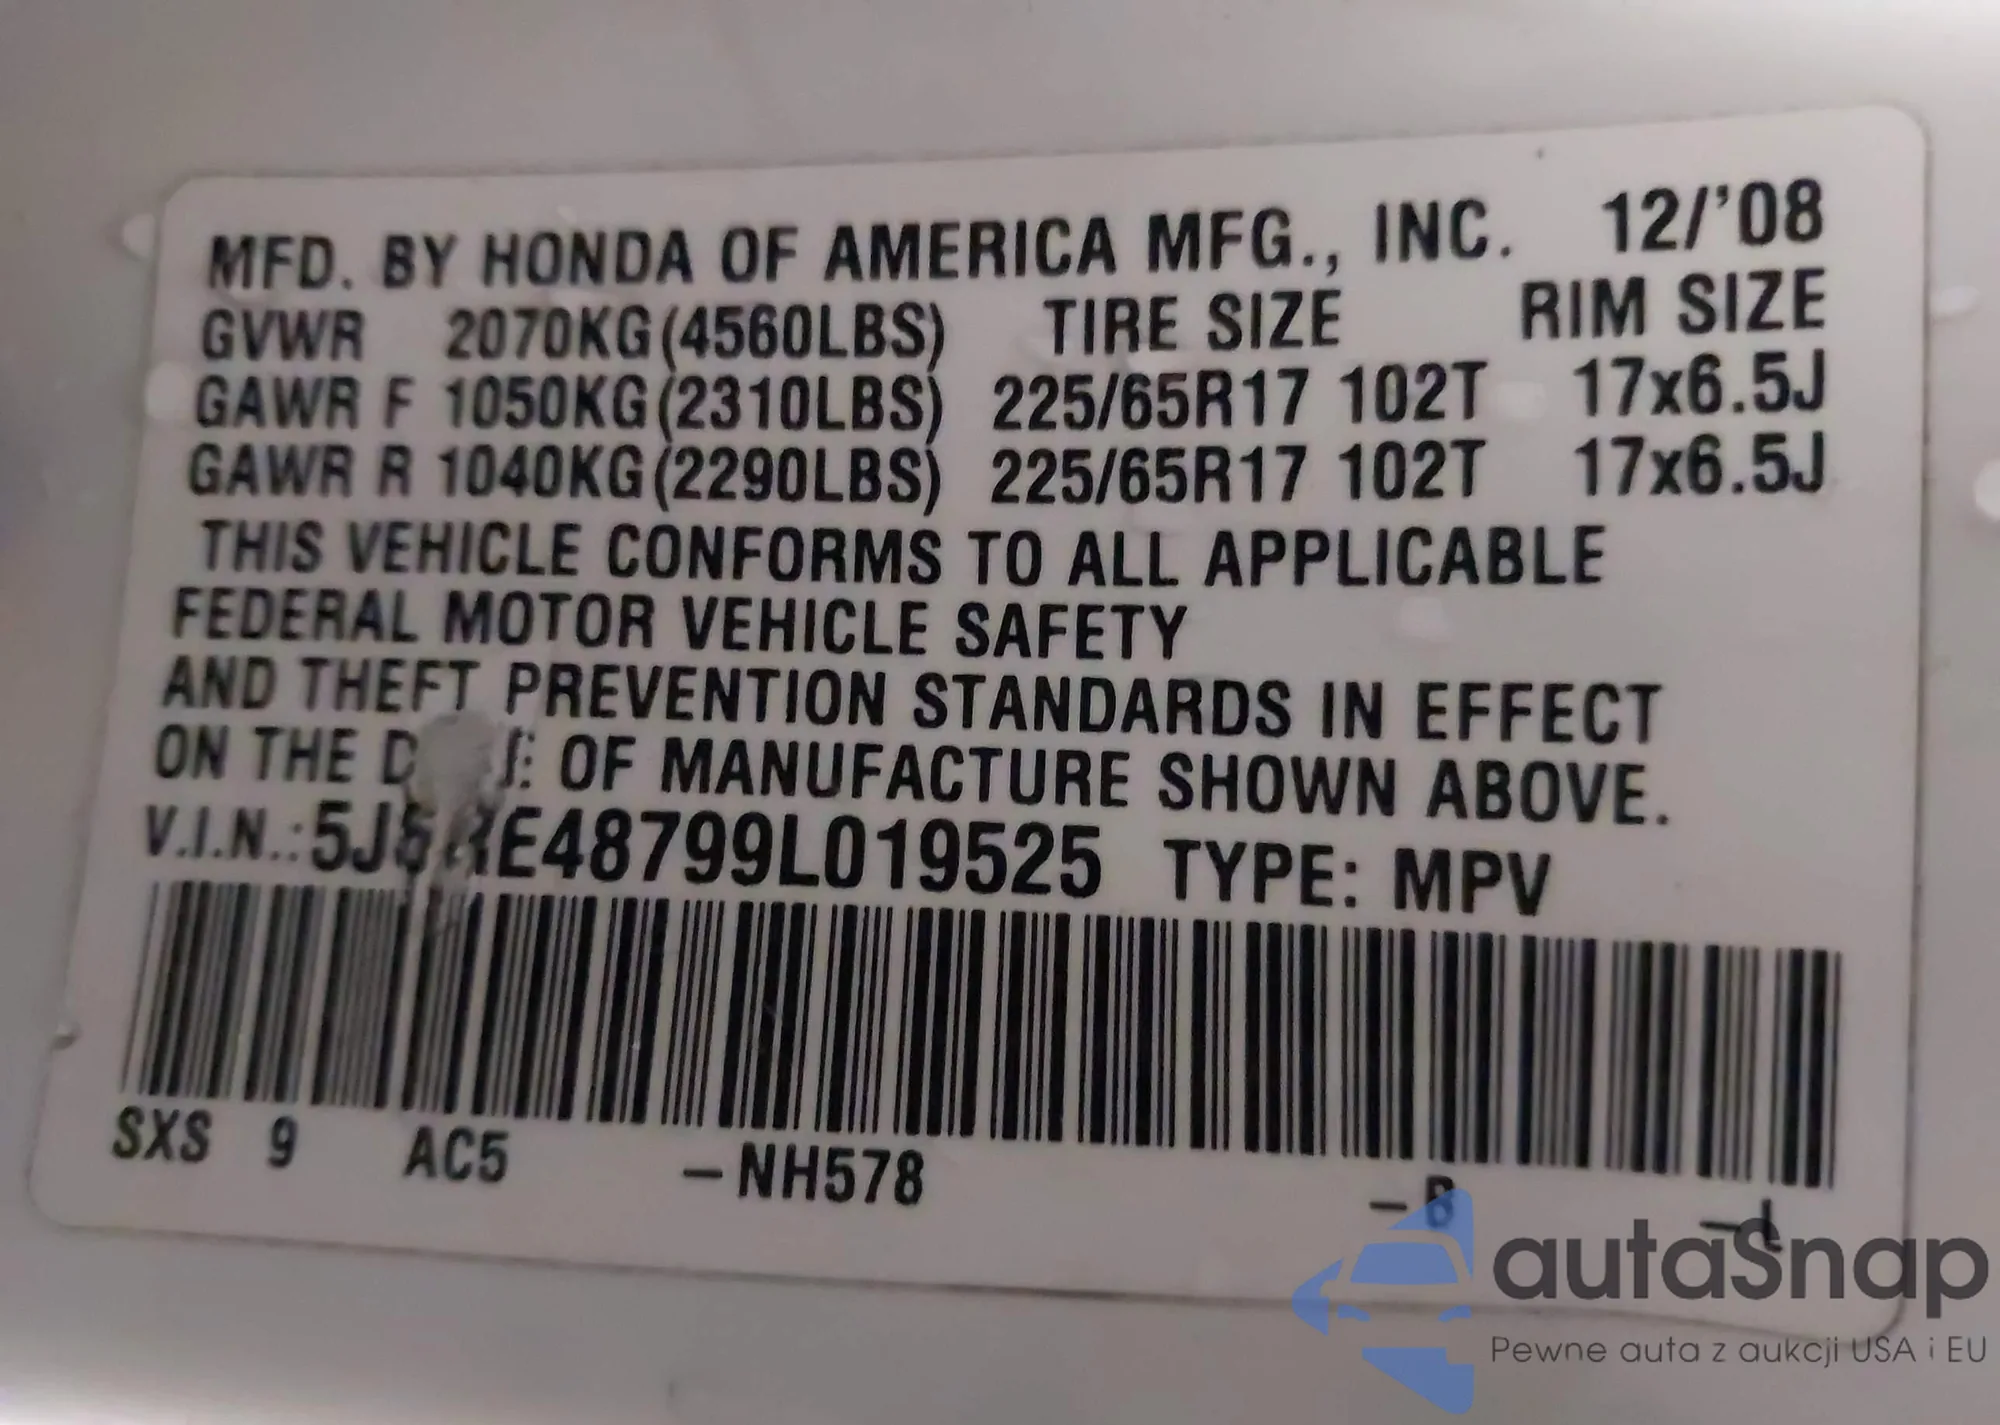 MFD. BY HONDA OF AMERICA MFG., INC. 12/'08
GVWR 2070KG(4560LBS) TIRE SIZE RIM SIZE
GAWR F 1050KG(2310LBS) 225/65R17 102T 17x6.5J
GAWR R 1040KG(2290LBS) 225/65R17 102T 17x6.5J
THIS VEHICLE CONFORMS TO ALL APPLICABLE
FEDERAL MOTOR VEHICLE SAFETY
AND THEFT PREVENTION STANDARDS IN EFFECT
ON THE OF MANUFACTURE SHOWN ABOVE.
V.I.N.: TYPE: MPV
SXS 9 AC5 -NH578 -B
autaSnap
Pewne auta z aukcji USA i EU